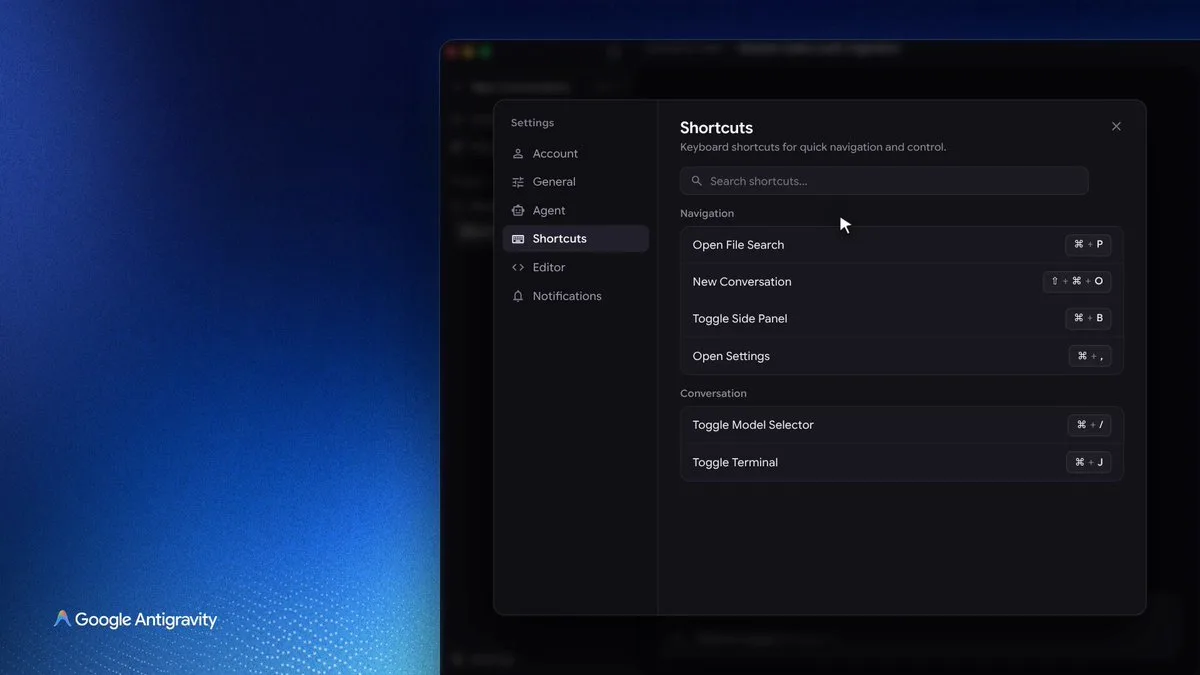 Settings
Account
General
Agent
Shortcuts
Editor
Notifications
Shortcuts
Keyboard shortcuts for quick navigation and control.
Search shortcuts...
Navigation
Open File Search ⌘ + P
New Conversation ⇧ + ⌘ + O
Toggle Side Panel ⌘ + B
Open Settings ⌘ + ,
Conversation
Toggle Model Selector ⌘ + /
Toggle Terminal ⌘ + J
Google Antigravity